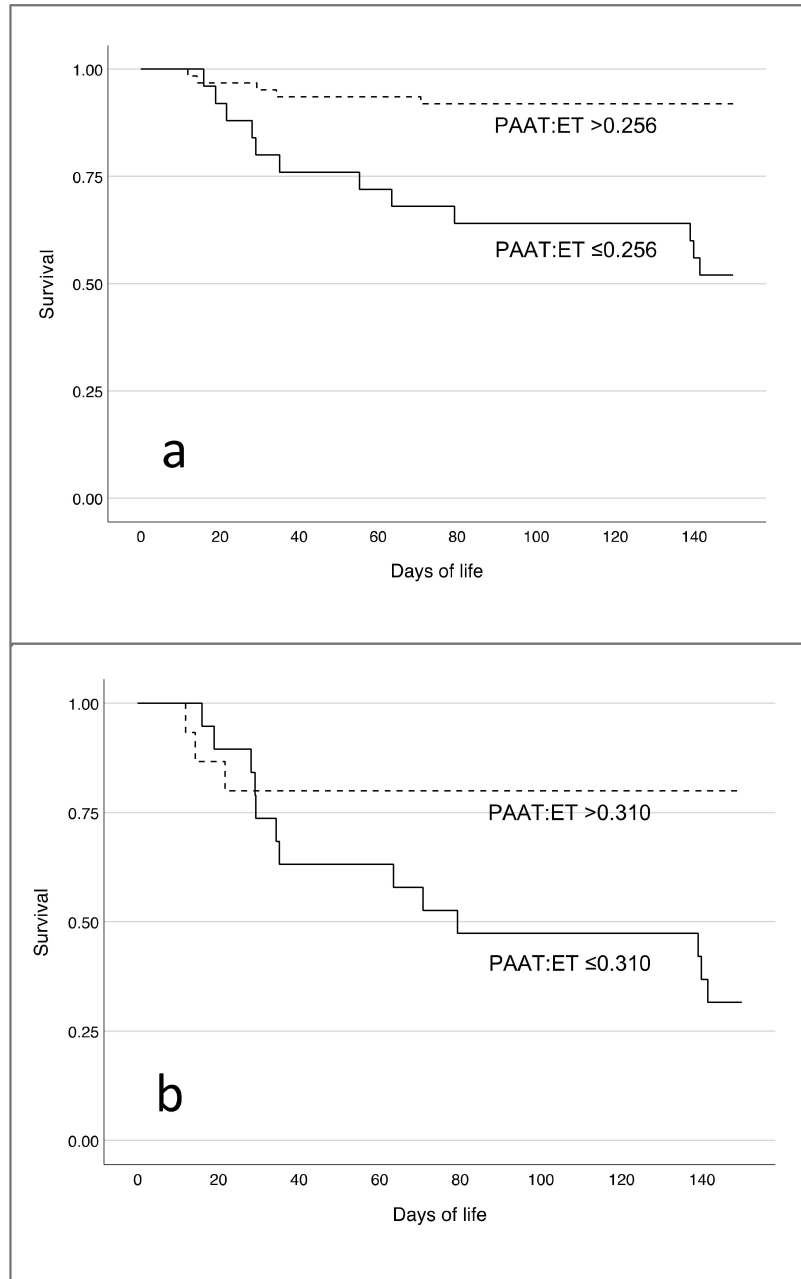 1.00
PAAT:ET >0.256
0.75
PAAT:ET ≤0.256
0.50
Survival
0.25
a
0.00
0 20 40 60 80 100 120 140
Days of life
1.00
PAAT:ET >0.310
0.75
0.50
Survival
PAAT:ET ≤0.310
0.25
b
0.00
0 20 40 60 80 100 120 140
Days of life